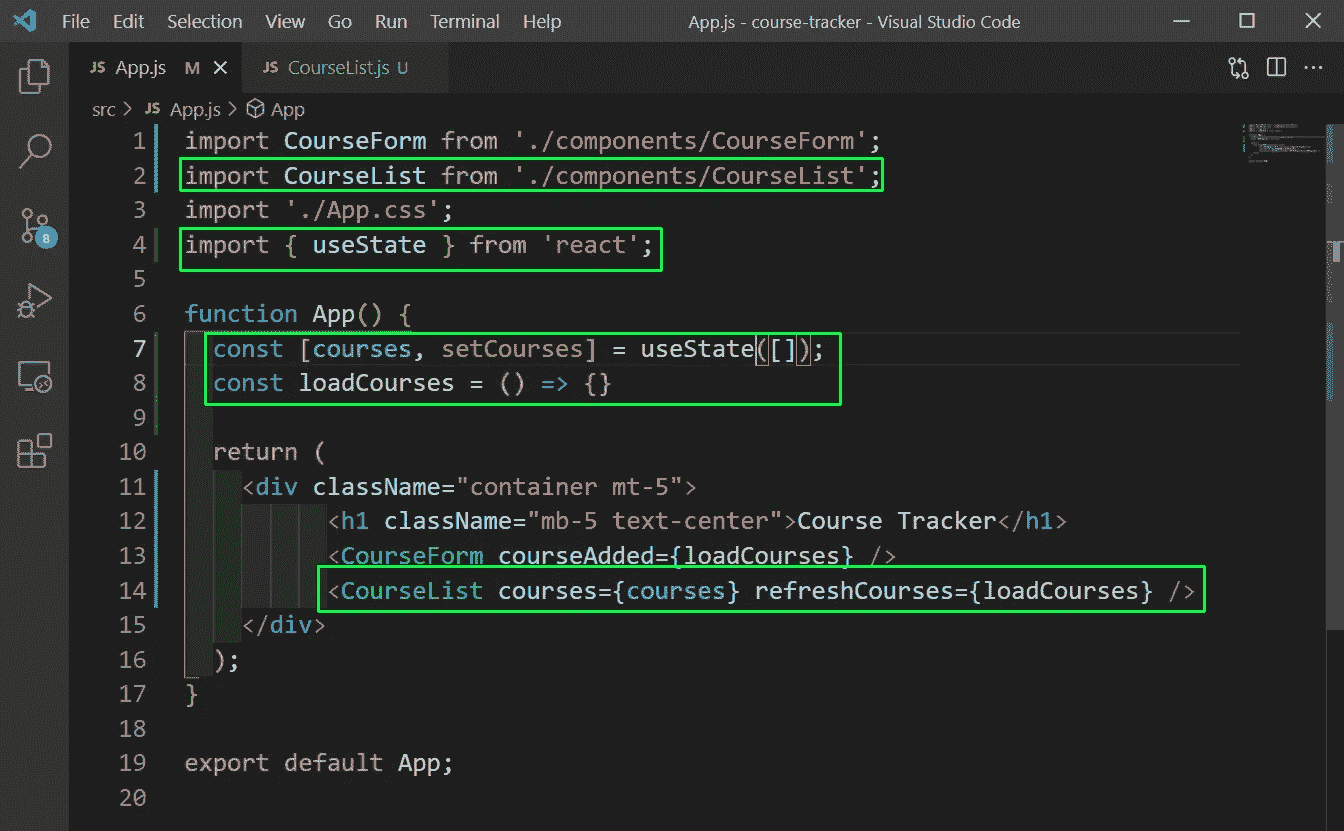 File Edit Selection View Go Run Terminal Help App.js - course-tracker - Visual Studio Code
JS App.js M JS CourseList.js U
src > JS App.js > App
1 import CourseForm from './components/CourseForm';
2 import CourseList from './components/CourseList';
3 import './App.css';
4 import { useState } from 'react';
5
6 function App() {
7 const [courses, setCourses] = useState([]);
8 const loadCourses = () => {}
9
10 return (
11 <div className="container mt-5">
12 <h1 className="mb-5 text-center">Course Tracker</h1>
13 <CourseForm courseAdded={loadCourses} />
14 <CourseList courses={courses} refreshCourses={loadCourses} />
15 </div>
16 );
17 }
18
19 export default App;
20
8